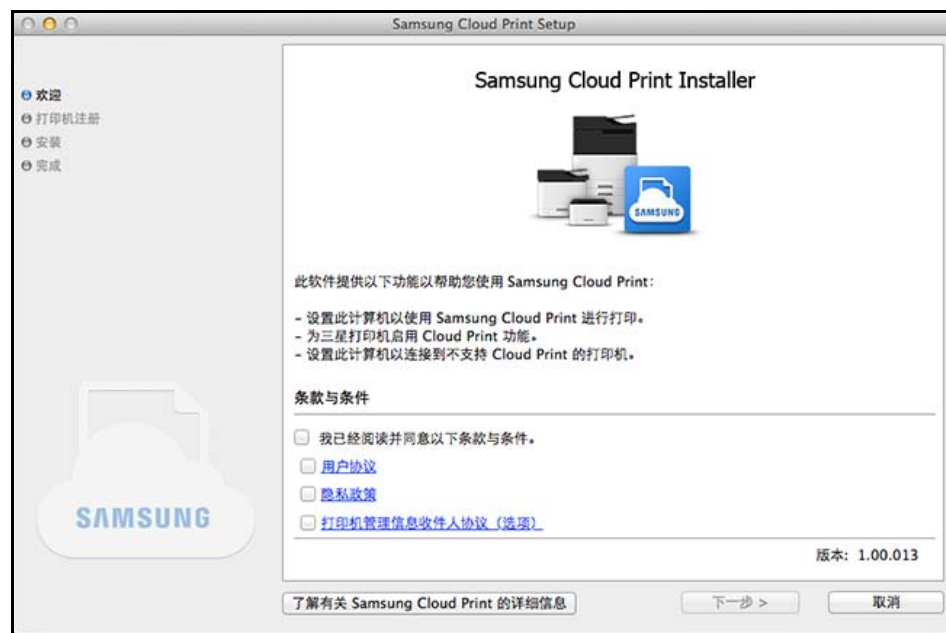 Samsung Cloud Print Setup
欢迎
打印机注册
安装
完成
SAMSUNG
Samsung Cloud Print Installer
SAMSUNG
此软件提供以下功能以帮助您使用 Samsung Cloud Print：
- 设置此计算机以使用 Samsung Cloud Print 进行打印。
- 为三星打印机启用 Cloud Print 功能。
- 设置此计算机以连接到不支持 Cloud Print 的打印机。
条款与条件
我已经阅读并同意以下条款与条件。
用户协议
隐私政策
打印机管理信息收件人协议（选项）
版本: 1.00.013
了解有关 Samsung Cloud Print 的详细信息
下一步 >
取消